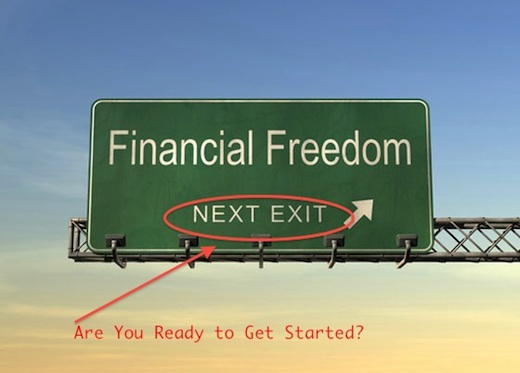 Financial Freedom
NEXT EXIT
Are You Ready to Get Started?